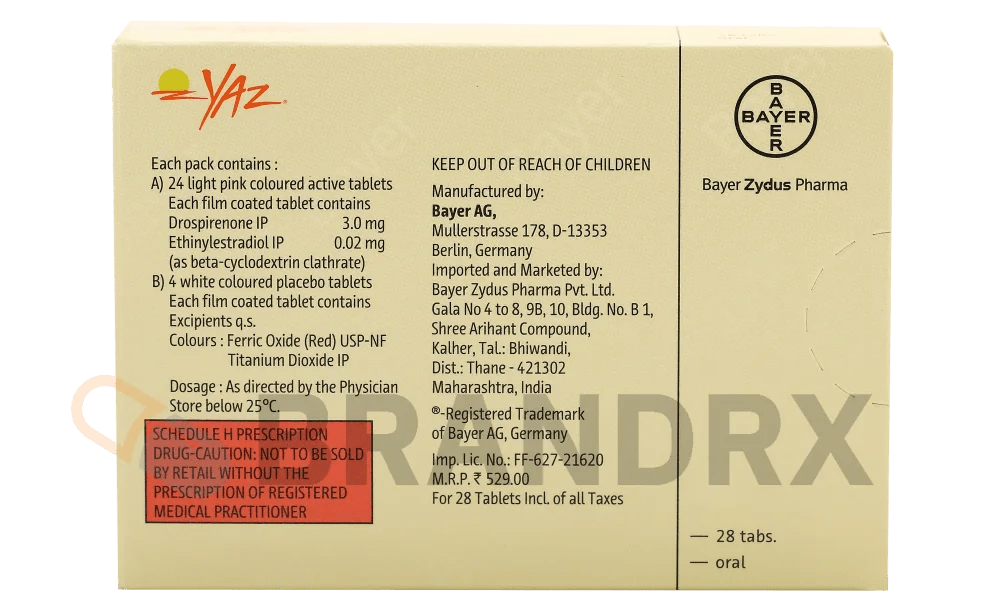 YAZ
Each pack contains :
A) 24 light pink coloured active tablets
Each film coated tablet contains
Drospirenone IP 3.0 mg
Ethinylestradiol IP 0.02 mg
(as beta-cyclodextrin clathrate)
B) 4 white coloured placebo tablets
Each film coated tablet contains
Excipients q.s.
Colours : Ferric Oxide (Red) USP-NF
Titanium Dioxide IP
Dosage : As directed by the Physician
Store below 25°C.
SCHEDULE H PRESCRIPTION
DRUG-CAUTION: NOT TO BE SOLD
BY RETAIL WITHOUT THE
PRESCRIPTION OF REGISTERED
MEDICAL PRACTITIONER
KEEP OUT OF REACH OF CHILDREN
Manufactured by:
Bayer AG,
Mullerstrasse 178, D-13353
Berlin, Germany
Imported and Marketed by:
Bayer Zydus Pharma Pvt. Ltd.
Gala No 4 to 8, 9B, 10, Bldg. No. B 1,
Shree Arihant Compound,
Kalher, Tal.: Bhiwandi,
Dist.: Thane - 421302
Maharashtra, India
®-Registered Trademark
of Bayer AG, Germany
Imp. Lic. No.: FF-627-21620
M.R.P. ₹ 529.00
For 28 Tablets Incl. of all Taxes
BAYER
BAYER
Bayer Zydus Pharma
— 28 tabs.
— oral
BRANDRX